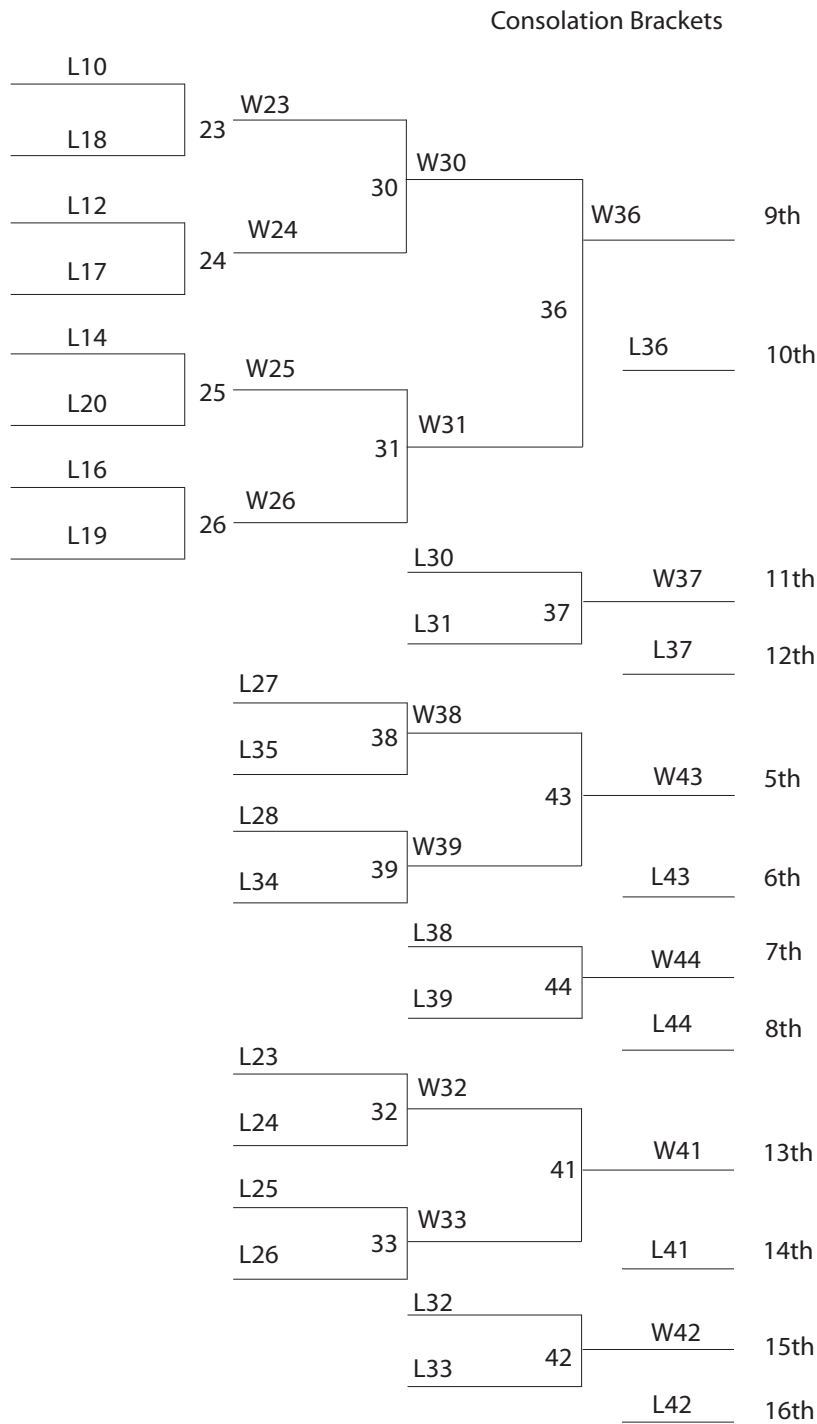 Consolation Brackets
L10
W23
23
L18
W30
30
L12
W36
9th
W24
24
L17
36
L14
L36
10th
W25
25
L20
W31
31
L16
W26
26
L19
L30
W37
11th
37
L31
L37
12th
L27
W38
38
L35
W43
5th
43
L28
W39
39
L34
L43
6th
L38
W44
7th
44
L39
L44
8th
L23
W32
32
L24
W41
13th
41
L25
W33
33
L26
L41
14th
L32
W42
15th
42
L33
L42
16th